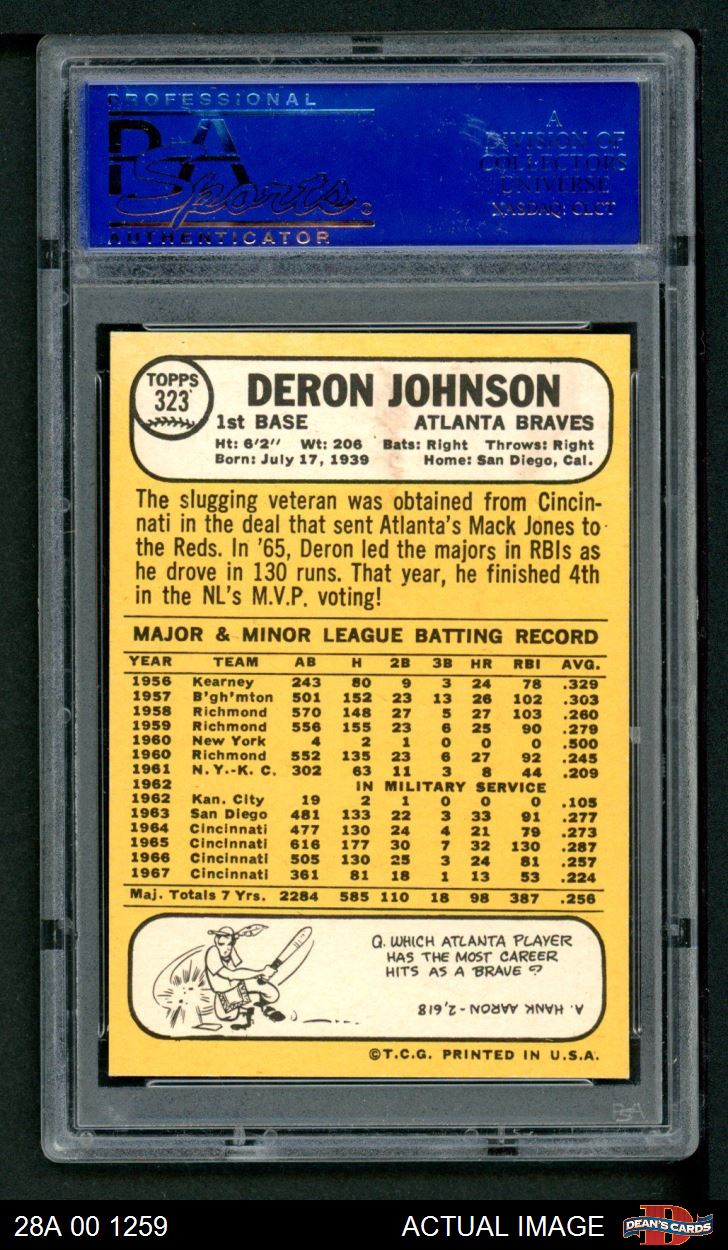 PROFESSIONAL
PSA
Sports®
AUTHENTICATOR
A
DIVISION OF
COLLECTORS
UNIVERSE
NASDAQ: CLCT
TOPPS
323
DERON JOHNSON
1st BASE ATLANTA BRAVES
Ht: 6'2" Wt: 206 Bats: Right Throws: Right
Born: July 17, 1939 Home: San Diego, Cal.
The slugging veteran was obtained from Cincin-
nati in the deal that sent Atlanta's Mack Jones to
the Reds. In '65, Deron led the majors in RBIs as
he drove in 130 runs. That year, he finished 4th
in the NL's M.V.P. voting!
MAJOR & MINOR LEAGUE BATTING RECORD
YEAR TEAM AB H 2B 3B HR RBI AVG.
1956 Kearney 243 80 9 3 24 78 .329
1957 B'gh'mton 501 152 23 13 26 102 .303
1958 Richmond 570 148 27 5 27 103 .260
1959 Richmond 556 155 23 6 25 90 .279
1960 New York 4 2 1 0 0 0 .500
1960 Richmond 552 135 23 6 27 92 .245
1961 N.Y.-K. C. 302 63 11 3 8 44 .209
1962 IN MILITARY SERVICE
1962 Kan. City 19 2 1 0 0 0 .105
1963 San Diego 481 133 22 3 33 91 .277
1964 Cincinnati 477 130 24 4 21 79 .273
1965 Cincinnati 616 177 30 7 32 130 .287
1966 Cincinnati 505 130 25 3 24 81 .257
1967 Cincinnati 361 81 18 1 13 53 .224
Maj. Totals 7 Yrs. 2284 585 110 18 98 387 .256
Q. WHICH ATLANTA PLAYER
HAS THE MOST CAREER
HITS AS A BRAVE?
A. HANK AARON - 2,618
©T.C.G. PRINTED IN U.S.A.
PSA
28A 00 1259 ACTUAL IMAGE
DEAN'S CARDS